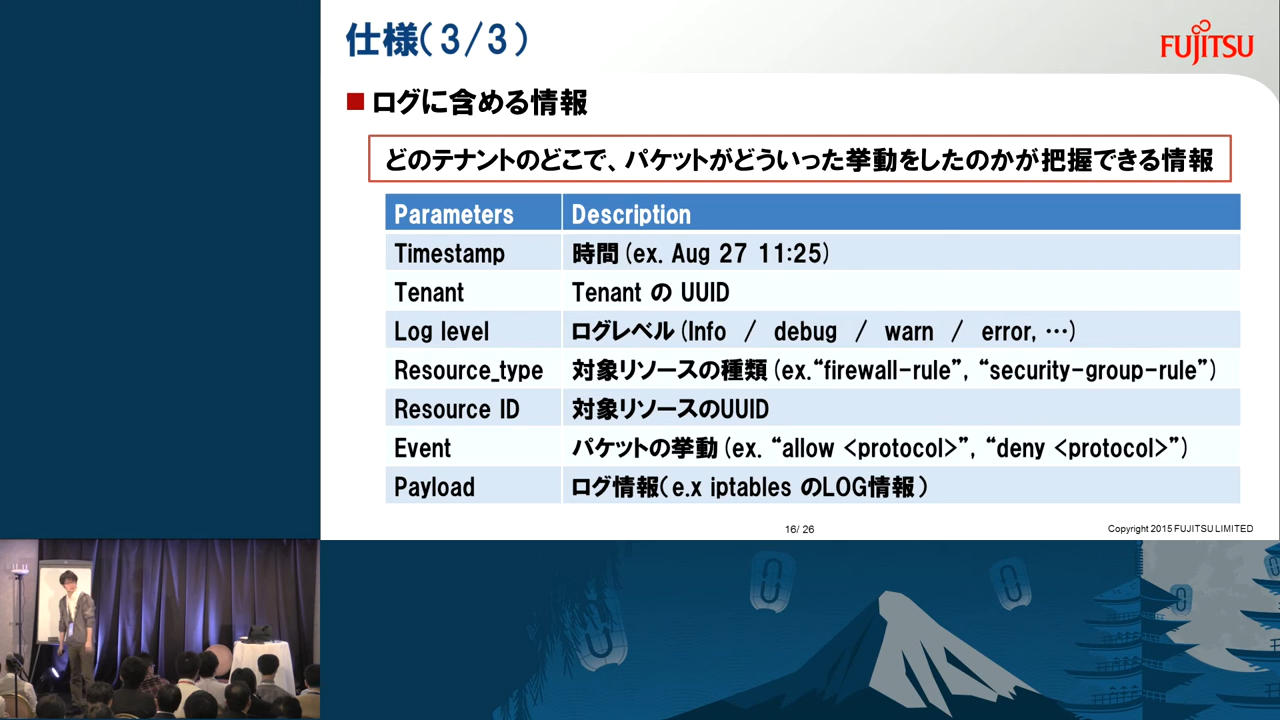 仕様(3/3)
FUJITSU
ログに含める情報
どのテナントのどこで、パケットがどういった挙動をしたのかが把握できる情報
Parameters Description
Timestamp 時間(ex. Aug 27 11:25)
Tenant Tenant の UUID
Log level ログレベル(Info / debug / warn / error, …)
Resource_type 対象リソースの種類(ex.“firewall-rule”, “security-group-rule”)
Resource ID 対象リソースのUUID
Event パケットの挙動(ex. “allow <protocol>”, “deny <protocol>”)
Payload ログ情報(e.x iptables のLOG情報)
16/ 26
Copyright 2015 FUJITSU LIMITED